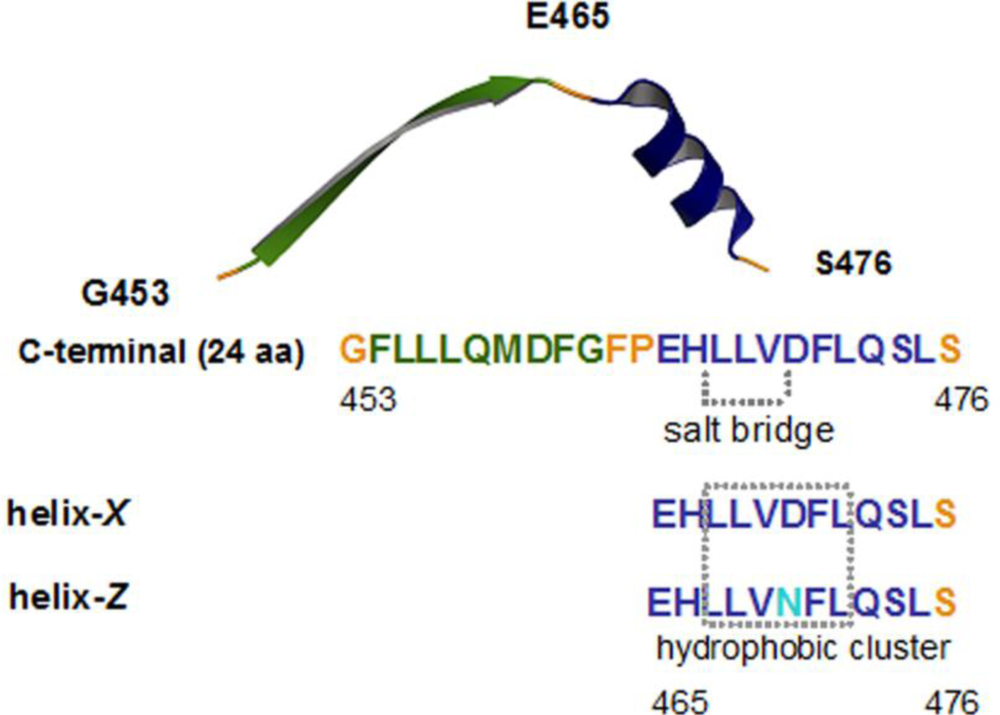 E465
G453
S476
C-terminal (24 aa) GFLLLQMDFGFPEHLLVDFLQSLS
453 476
salt bridge
helix-X EHLLVDFLQSLS
helix-Z EHLLVNFLQSLS
hydrophobic cluster
465 476